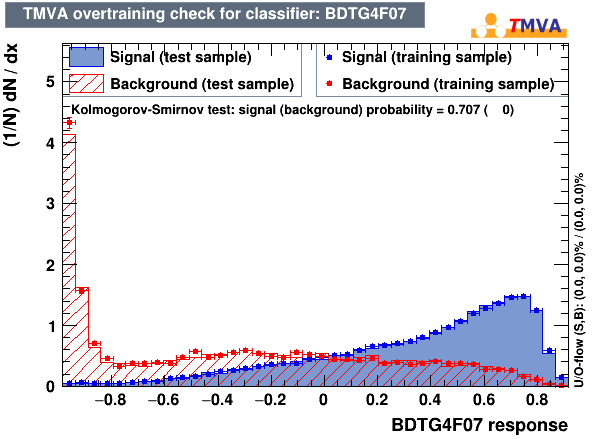 TMVA overtraining check for classifier: BDTG4F07
TMVA
(1/N) dN / dx
Signal (test sample)
Background (test sample)
Signal (training sample)
Background (training sample)
Kolmogorov-Smirnov test: signal (background) probability = 0.707 ( 0)
5
4
3
2
1
0
−0.8 −0.6 −0.4 −0.2 0 0.2 0.4 0.6 0.8
BDTG4F07 response
U/O-flow (S,B): (0.0, 0.0)% / (0.0, 0.0)%